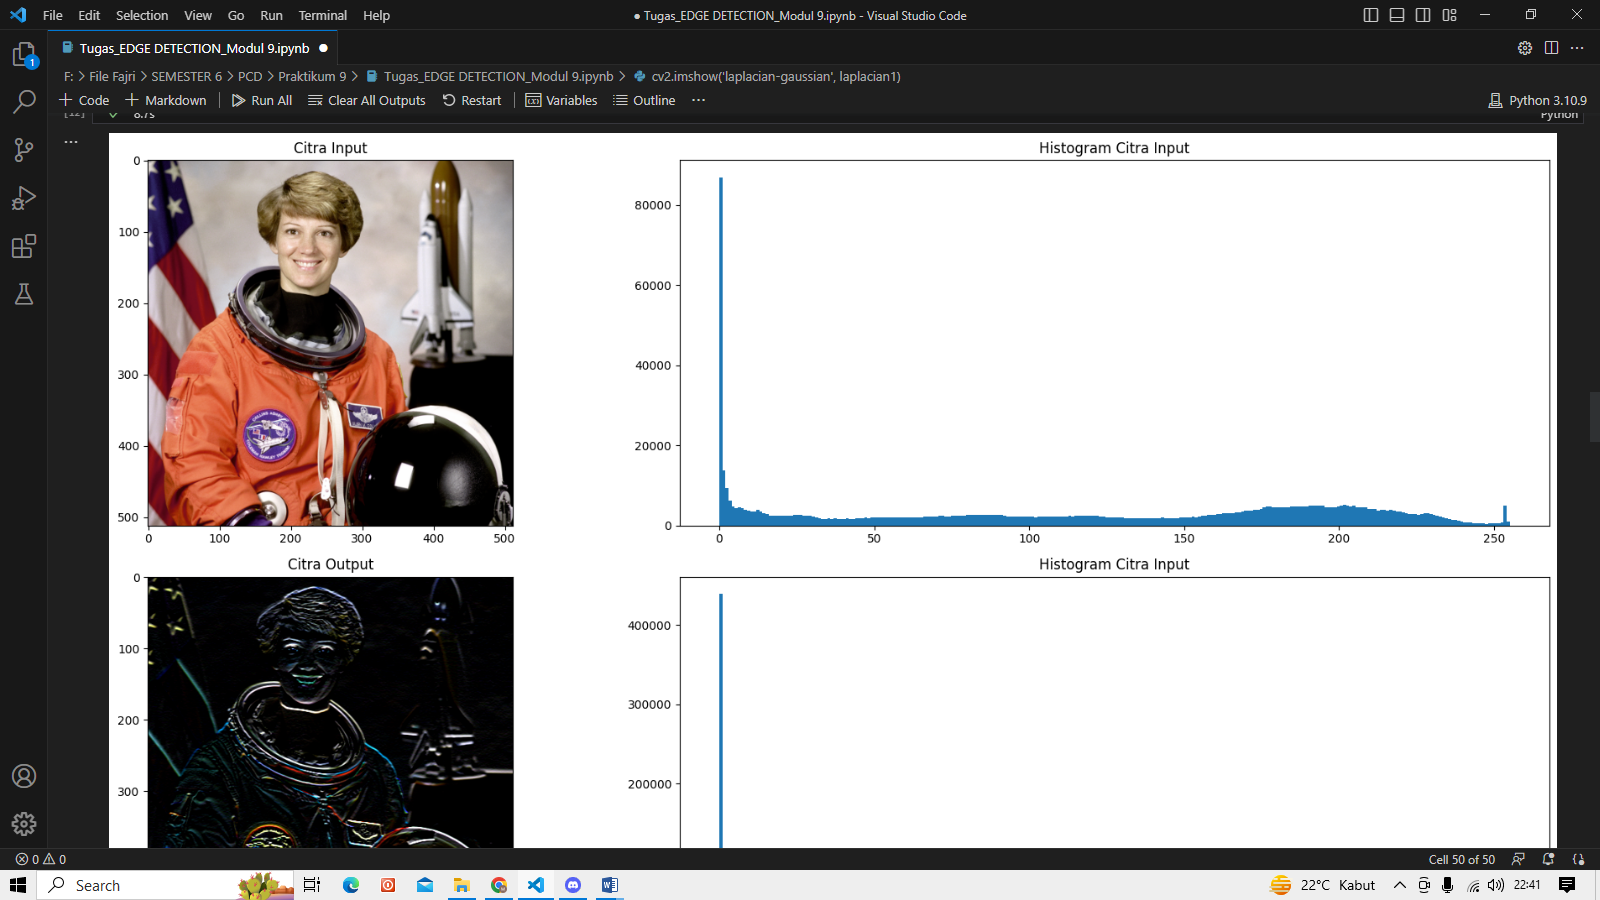 File Edit Selection View Go Run Terminal Help
● Tugas_EDGE DETECTION_Modul 9.ipynb - Visual Studio Code
Tugas_EDGE DETECTION_Modul 9.ipynb ●
F: > File Fajri > SEMESTER 6 > PCD > Praktikum 9 > Tugas_EDGE DETECTION_Modul 9.ipynb > cv2.imshow('laplacian-gaussian', laplacian1)
+ Code + Markdown Run All Clear All Outputs Restart Variables Outline ...
Python 3.10.9
[12] 8.7s Python
1
Citra Input
0
100
200
300
400
500
0 100 200 300 400 500
Histogram Citra Input
80000
60000
40000
20000
0
0 50 100 150 200 250
Citra Output
0
100
200
300
Histogram Citra Input
400000
300000
200000
0 0
Cell 50 of 50
Search
22°C Kabut
22:41